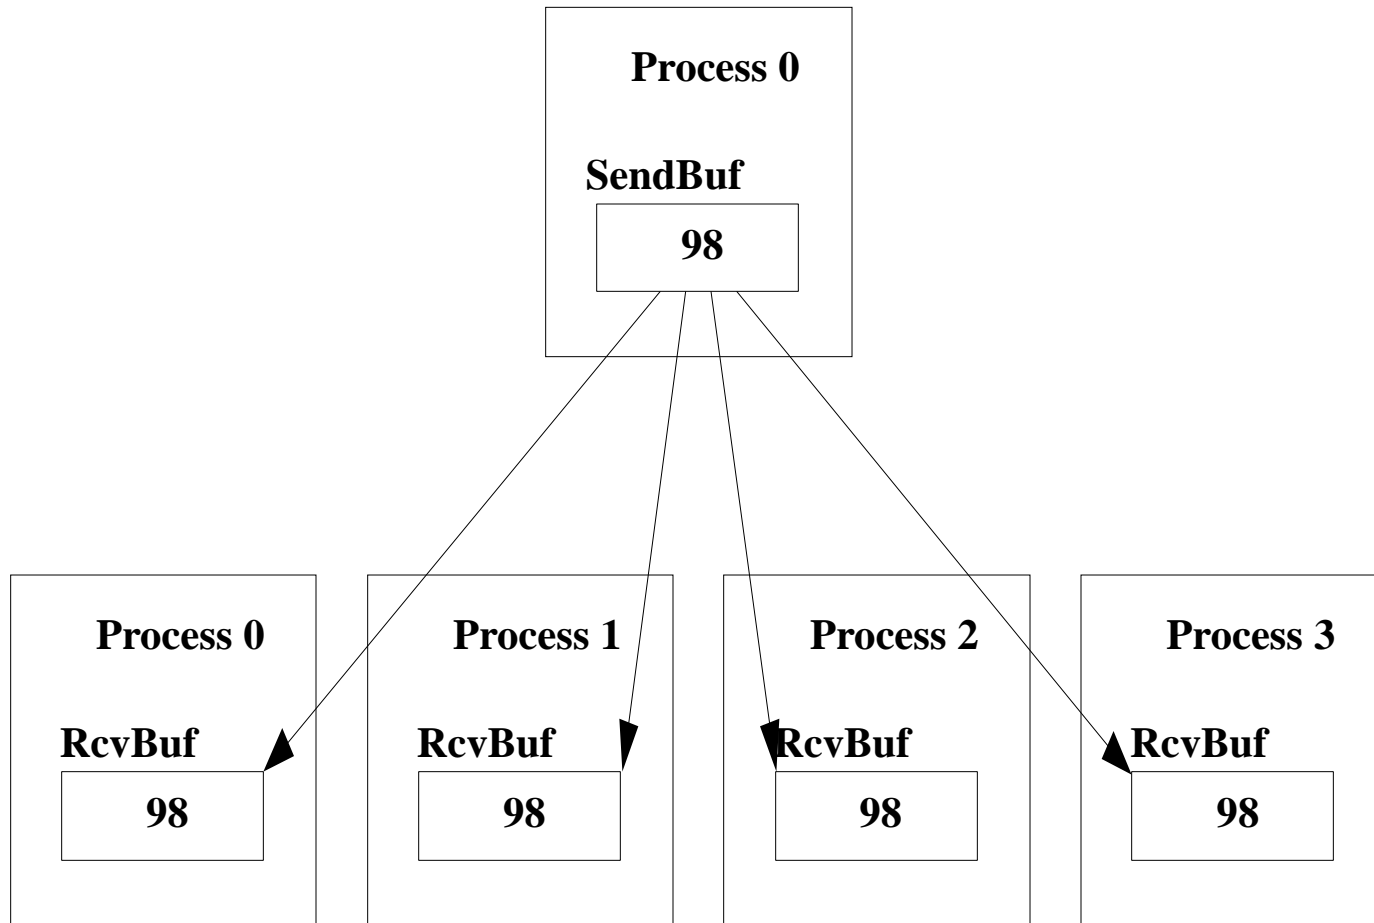 Process 0
SendBuf
98
Process 0 Process 1 Process 2 Process 3
RcvBuf RcvBuf RcvBuf RcvBuf
98 98 98 98